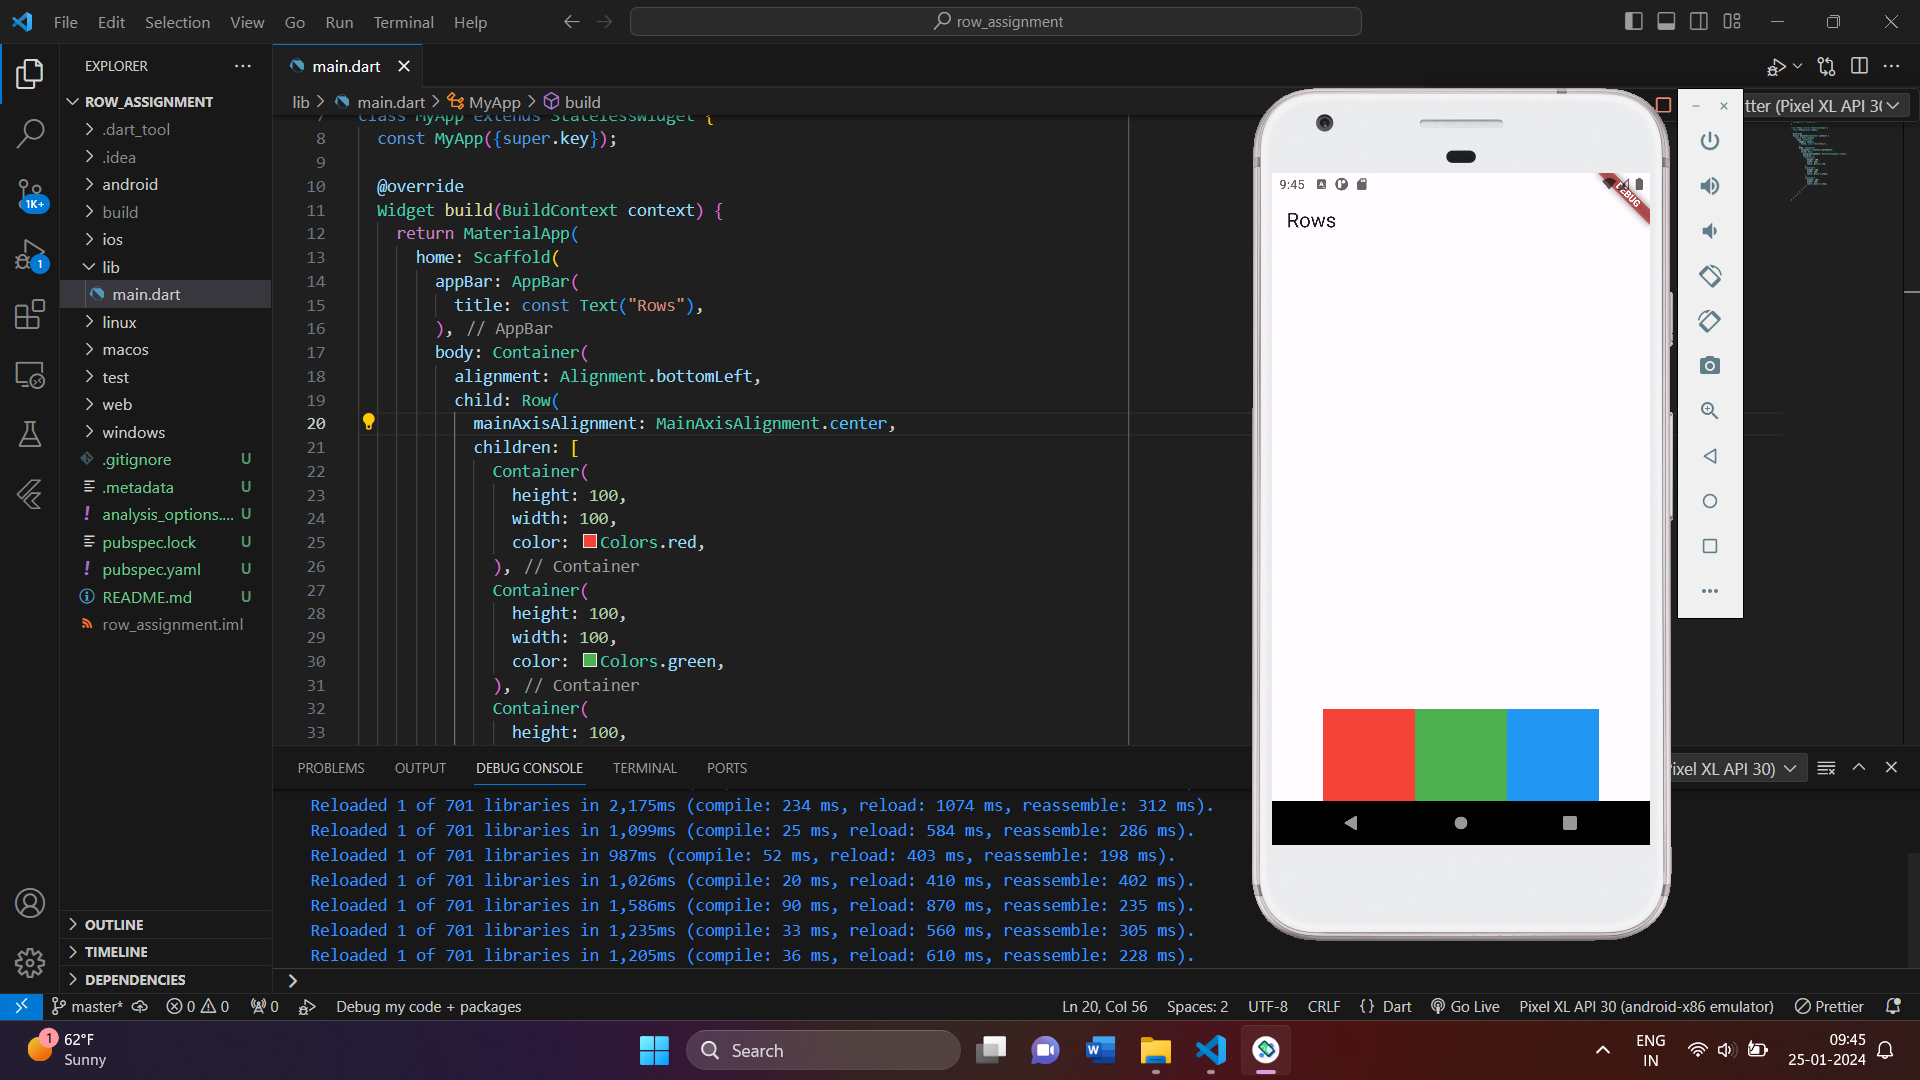 File Edit Selection View Go Run Terminal Help
row_assignment
EXPLORER
main.dart
ROW_ASSIGNMENT
.dart_tool
.idea
android
build
ios
lib
main.dart
linux
macos
test
web
windows
.gitignore U
.metadata U
analysis_options.... U
pubspec.lock U
pubspec.yaml U
README.md U
row_assignment.iml
OUTLINE
TIMELINE
DEPENDENCIES
1K+
1
lib > main.dart > MyApp > build
tter (Pixel XL API 3(
class MyApp extends StatelessWidget {
8 const MyApp({super.key});
9
10 @override
11 Widget build(BuildContext context) {
12 return MaterialApp(
13 home: Scaffold(
14 appBar: AppBar(
15 title: const Text("Rows"),
16 ), // AppBar
17 body: Container(
18 alignment: Alignment.bottomLeft,
19 child: Row(
20 mainAxisAlignment: MainAxisAlignment.center,
21 children: [
22 Container(
23 height: 100,
24 width: 100,
25 color: Colors.red,
26 ), // Container
27 Container(
28 height: 100,
29 width: 100,
30 color: Colors.green,
31 ), // Container
32 Container(
33 height: 100,
9:45
DEBUG
Rows
PROBLEMS OUTPUT DEBUG CONSOLE TERMINAL PORTS
ixel XL API 30)
Reloaded 1 of 701 libraries in 2,175ms (compile: 234 ms, reload: 1074 ms, reassemble: 312 ms).
Reloaded 1 of 701 libraries in 1,099ms (compile: 25 ms, reload: 584 ms, reassemble: 286 ms).
Reloaded 1 of 701 libraries in 987ms (compile: 52 ms, reload: 403 ms, reassemble: 198 ms).
Reloaded 1 of 701 libraries in 1,026ms (compile: 20 ms, reload: 410 ms, reassemble: 402 ms).
Reloaded 1 of 701 libraries in 1,586ms (compile: 90 ms, reload: 870 ms, reassemble: 235 ms).
Reloaded 1 of 701 libraries in 1,235ms (compile: 33 ms, reload: 560 ms, reassemble: 305 ms).
Reloaded 1 of 701 libraries in 1,205ms (compile: 36 ms, reload: 610 ms, reassemble: 228 ms).
master* 0 0 0 Debug my code + packages Ln 20, Col 56 Spaces: 2 UTF-8 CRLF {} Dart Go Live Pixel XL API 30 (android-x86 emulator) Prettier
1
62°F
Sunny
Search
W
ENG
IN
09:45
25-01-2024